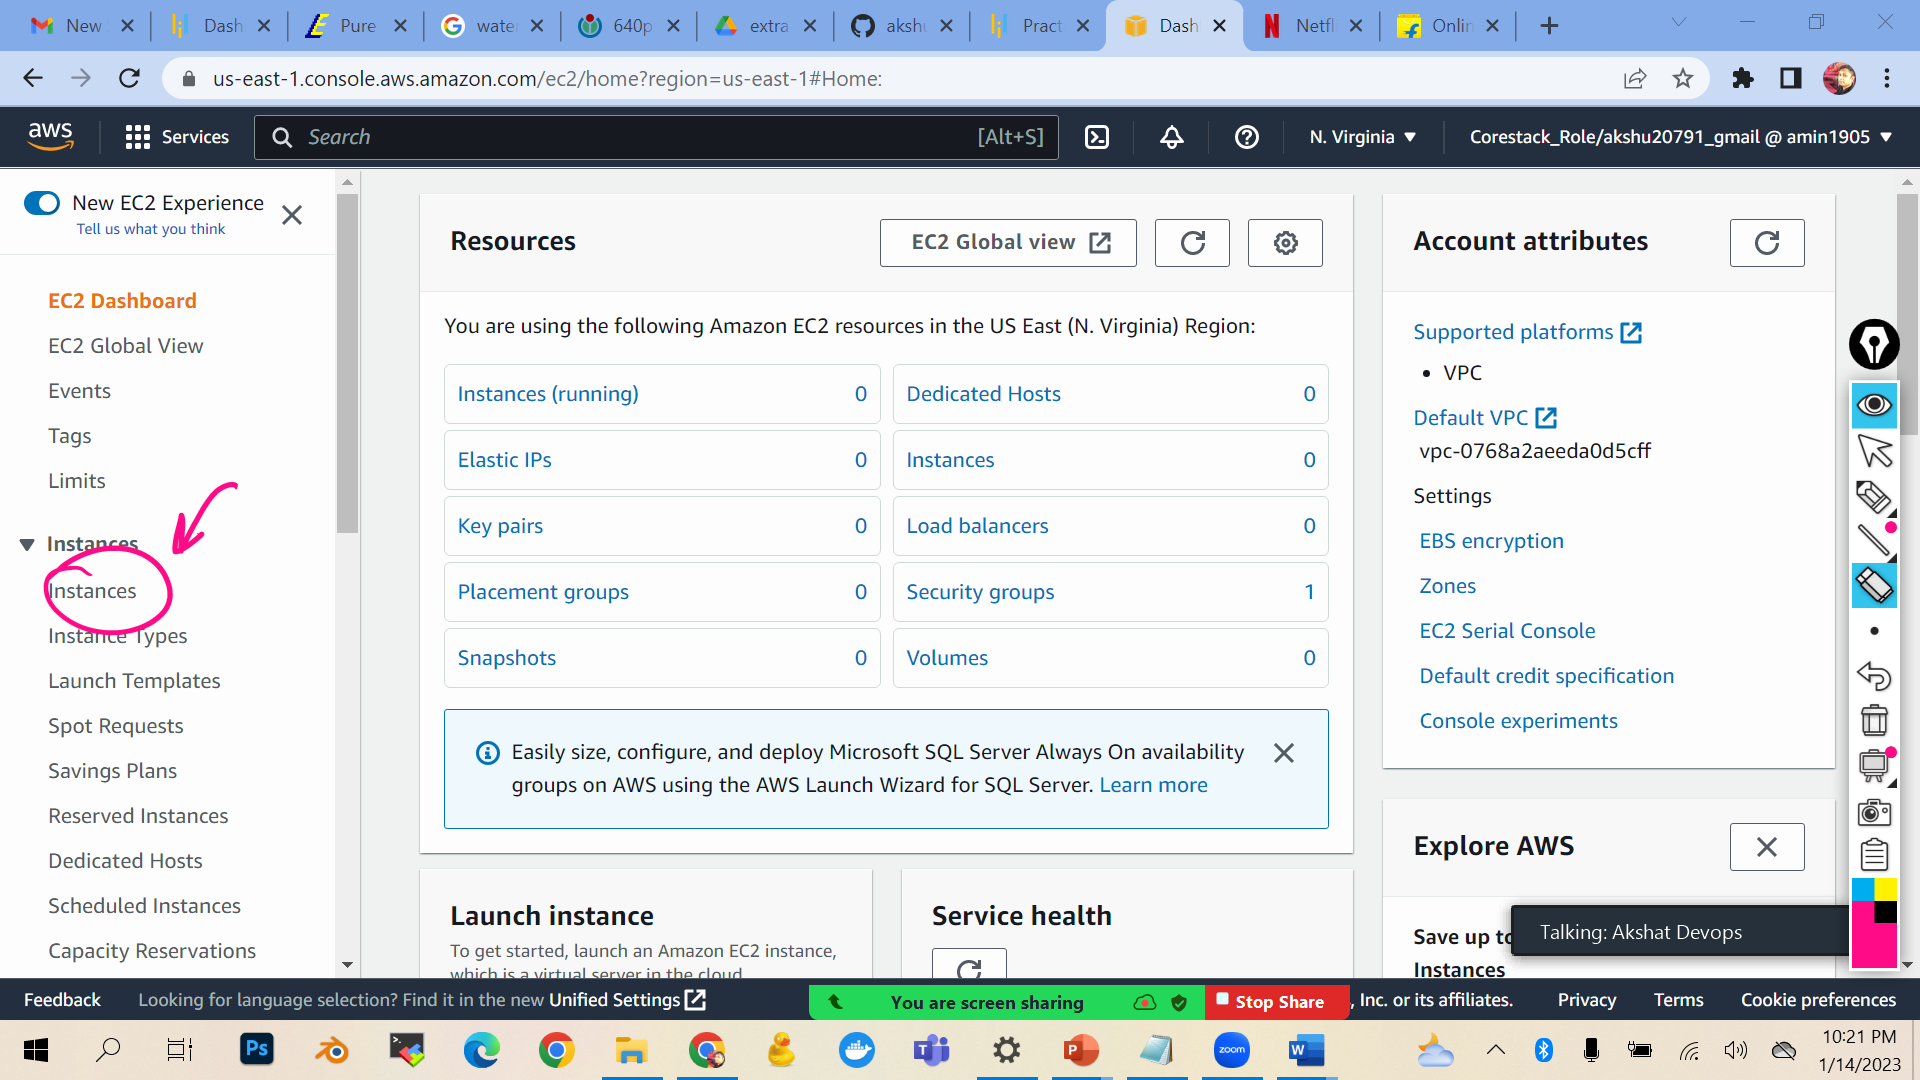 New
Dash
Pure
wate
640p
extra
akshu
Pract
Dash
Netfl
Onlin
us-east-1.console.aws.amazon.com/ec2/home?region=us-east-1#Home:
aws
Services
Search
[Alt+S]
N. Virginia
Corestack_Role/akshu20791_gmail @ amin1905
New EC2 Experience
Tell us what you think
EC2 Dashboard
EC2 Global View
Events
Tags
Limits
Instances
Instances
Instance Types
Launch Templates
Spot Requests
Savings Plans
Reserved Instances
Dedicated Hosts
Scheduled Instances
Capacity Reservations
Resources
EC2 Global view
You are using the following Amazon EC2 resources in the US East (N. Virginia) Region:
Instances (running) 0
Dedicated Hosts 0
Elastic IPs 0
Instances 0
Key pairs 0
Load balancers 0
Placement groups 0
Security groups 1
Snapshots 0
Volumes 0
Easily size, configure, and deploy Microsoft SQL Server Always On availability
groups on AWS using the AWS Launch Wizard for SQL Server. Learn more
Launch instance
To get started, launch an Amazon EC2 instance,
which is a virtual server in the cloud
Service health
Account attributes
Supported platforms
• VPC
Default VPC
vpc-0768a2aeeda0d5cff
Settings
EBS encryption
Zones
EC2 Serial Console
Default credit specification
Console experiments
Explore AWS
Save up to
Instances
Talking: Akshat Devops
Feedback
Looking for language selection? Find it in the new Unified Settings
You are screen sharing
Stop Share
, Inc. or its affiliates.
Privacy
Terms
Cookie preferences
Ps
P
zoom
W
10:21 PM
1/14/2023